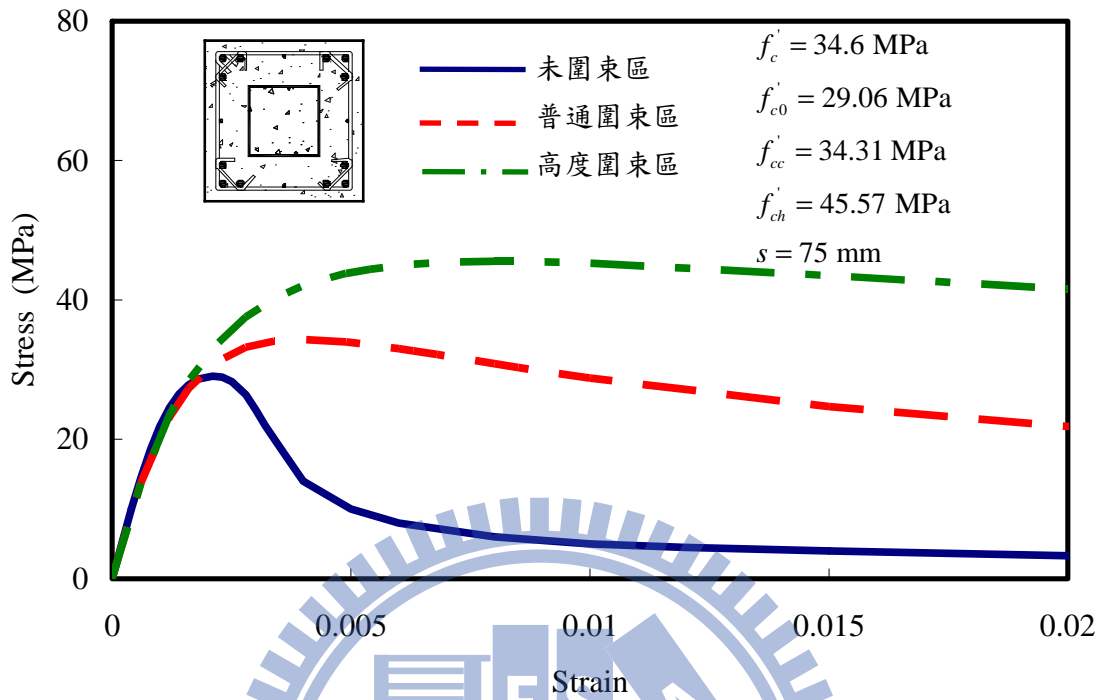 80
60
40
20
0
Stress (MPa)
未圍束區
普通圍束區
高度圍束區
f'c = 34.6 MPa
f'c0 = 29.06 MPa
f'cc = 34.31 MPa
f'ch = 45.57 MPa
s = 75 mm
0 0.005 0.01 0.015 0.02
Strain